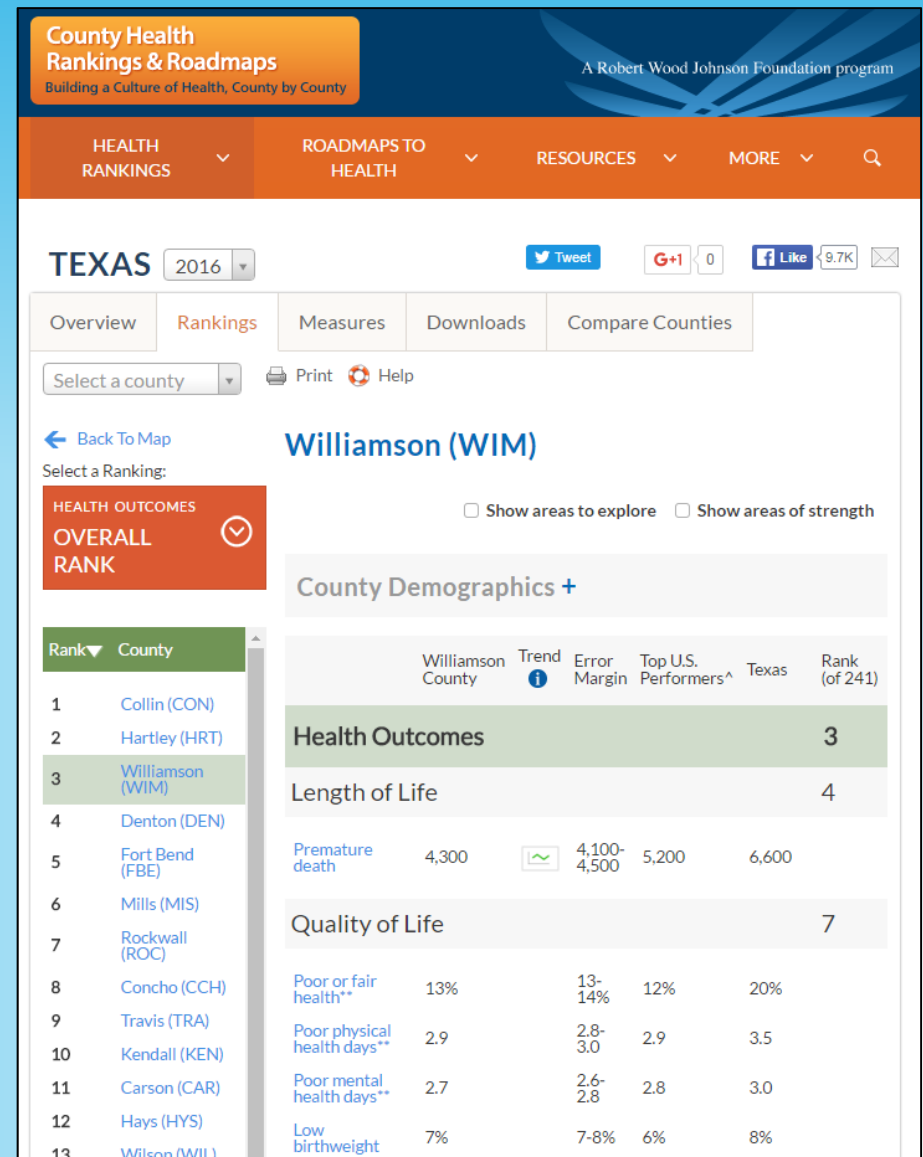 County Health
Rankings & Roadmaps
Building a Culture of Health, County by County
A Robert Wood Johnson Foundation program
HEALTH
RANKINGS
ROADMAPS TO
HEALTH
RESOURCES
MORE
TEXAS 2016
Tweet
G+1 0
Like 9.7K
Overview Rankings Measures Downloads Compare Counties
Select a county Print Help
Back To Map
Select a Ranking:
HEALTH OUTCOMES
OVERALL
RANK
Rank County
1 Collin (CON)
2 Hartley (HRT)
3 Williamson
(WIM)
4 Denton (DEN)
5 Fort Bend
(FBE)
6 Mills (MIS)
7 Rockwall
(ROC)
8 Concho (CCH)
9 Travis (TRA)
10 Kendall (KEN)
11 Carson (CAR)
12 Hays (HYS)
13 Wilson (WIL)
Williamson (WIM)
Show areas to explore Show areas of strength
County Demographics +
Williamson
County
Trend
i
Error
Margin
Top U.S.
Performers^
Texas
Rank
(of 241)
Health Outcomes 3
Length of Life 4
Premature
death
4,300
4,100-
4,500
5,200 6,600
Quality of Life 7
Poor or fair
health**
13%
13-
14%
12% 20%
Poor physical
health days**
2.9
2.8-
3.0
2.9 3.5
Poor mental
health days**
2.7
2.6-
2.8
2.8 3.0
Low
birthweight
7% 7-8% 6% 8%